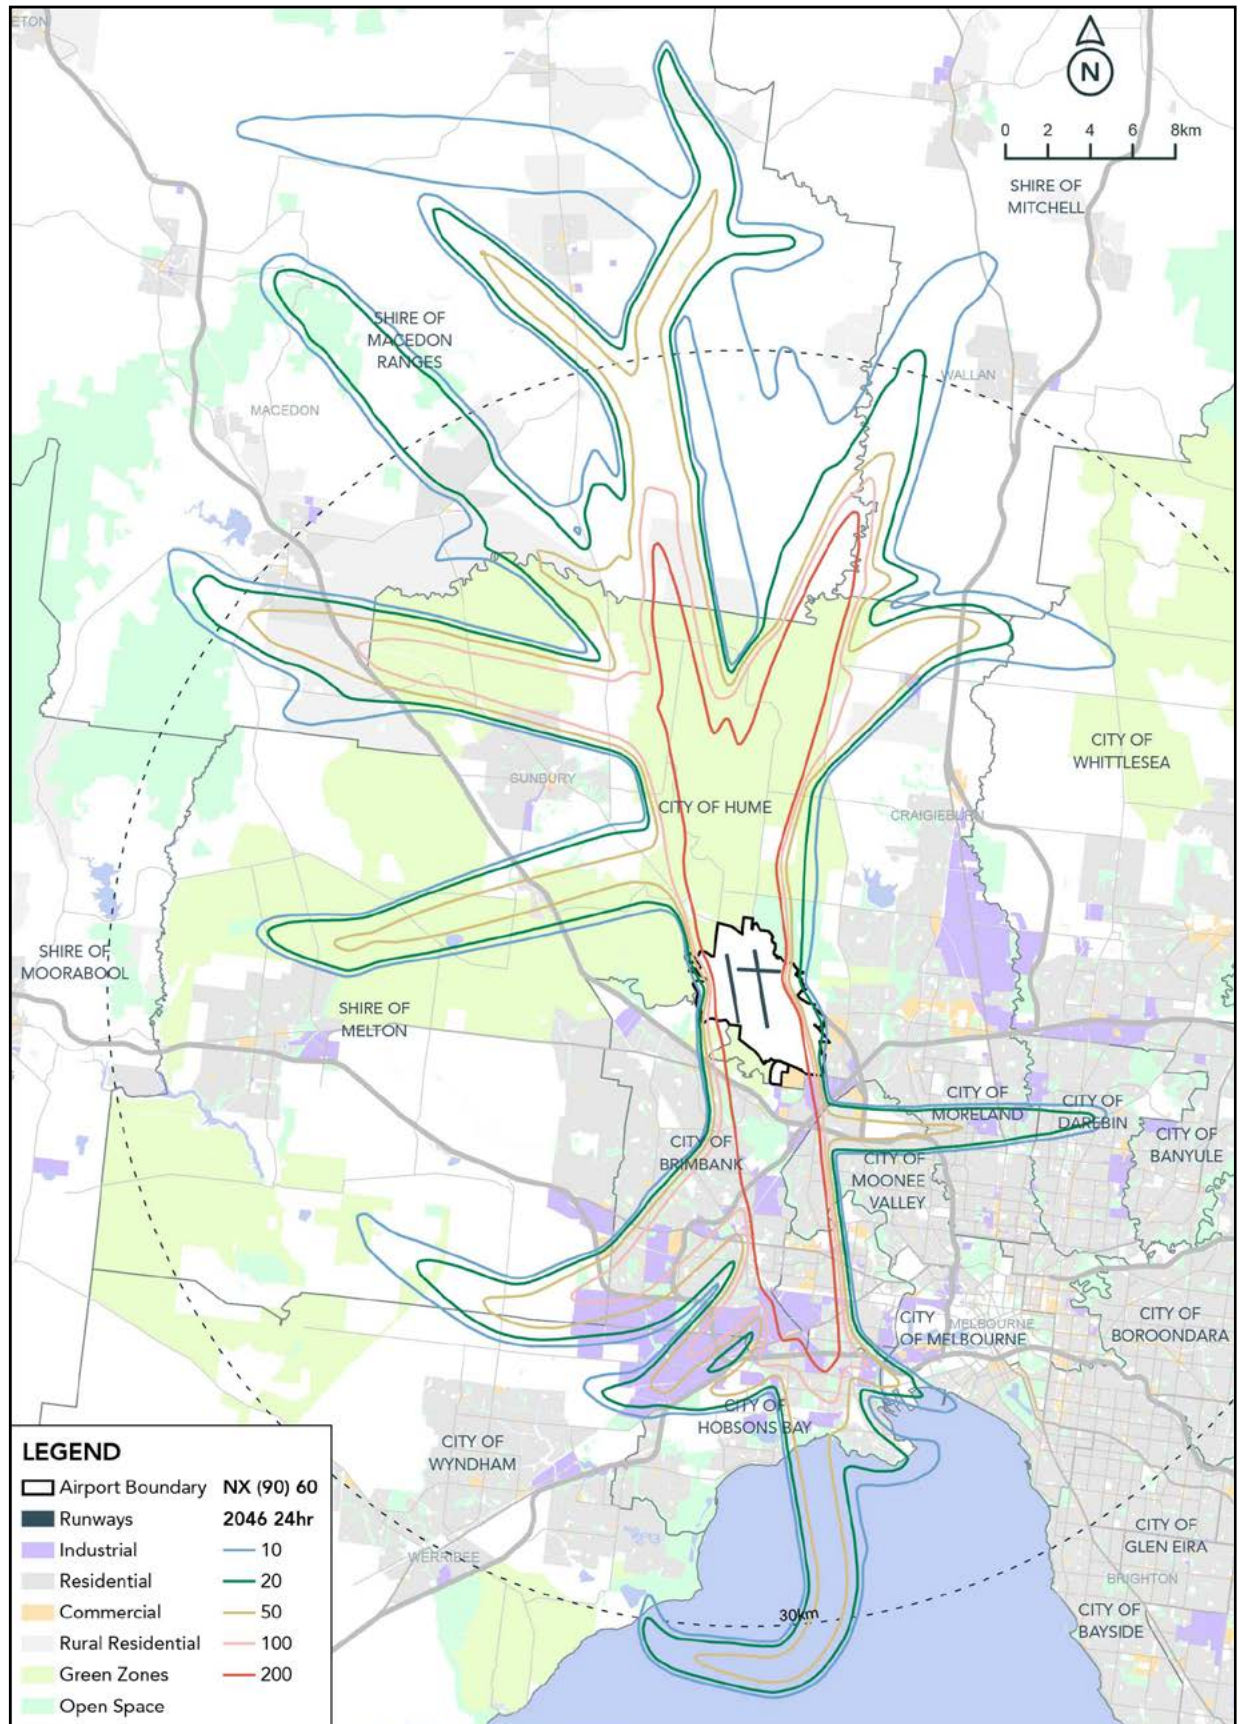 ETON
N
0 2 4 6 8km
SHIRE OF
MITCHELL
SHIRE OF
MACEDON
RANGES
WALLAN
MACEDON
CITY OF
WHITTLESEA
GUNBURY
CITY OF HUME
CRAIGIEBURN
SHIRE OF
MOORABOOL
SHIRE OF
MELTON
CITY OF
MORELAND
CITY OF
DAREBIN
CITY OF
BANYULE
CITY OF
BRIMBANK
CITY OF
MOONEE
VALLEY
CITY
OF MELBOURNE
MELBOURNE
CITY OF
BOROONDARA
CITY OF
HOBSONS BAY
CITY OF
WYNDHAM
WERRIBEE
CITY OF
GLEN EIRA
BRIGHTON
CITY OF
BAYSIDE
30km
LEGEND
Airport Boundary NX (90) 60
Runways 2046 24hr
Industrial 10
Residential 20
Commercial 50
Rural Residential 100
Green Zones 200
Open Space